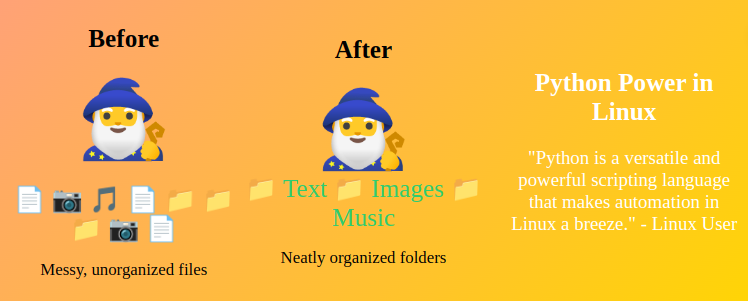 Before
Messy, unorganized files
After
Text Images
Music
Neatly organized folders
Python Power in
Linux
"Python is a versatile and
powerful scripting language
that makes automation in
Linux a breeze." - Linux User